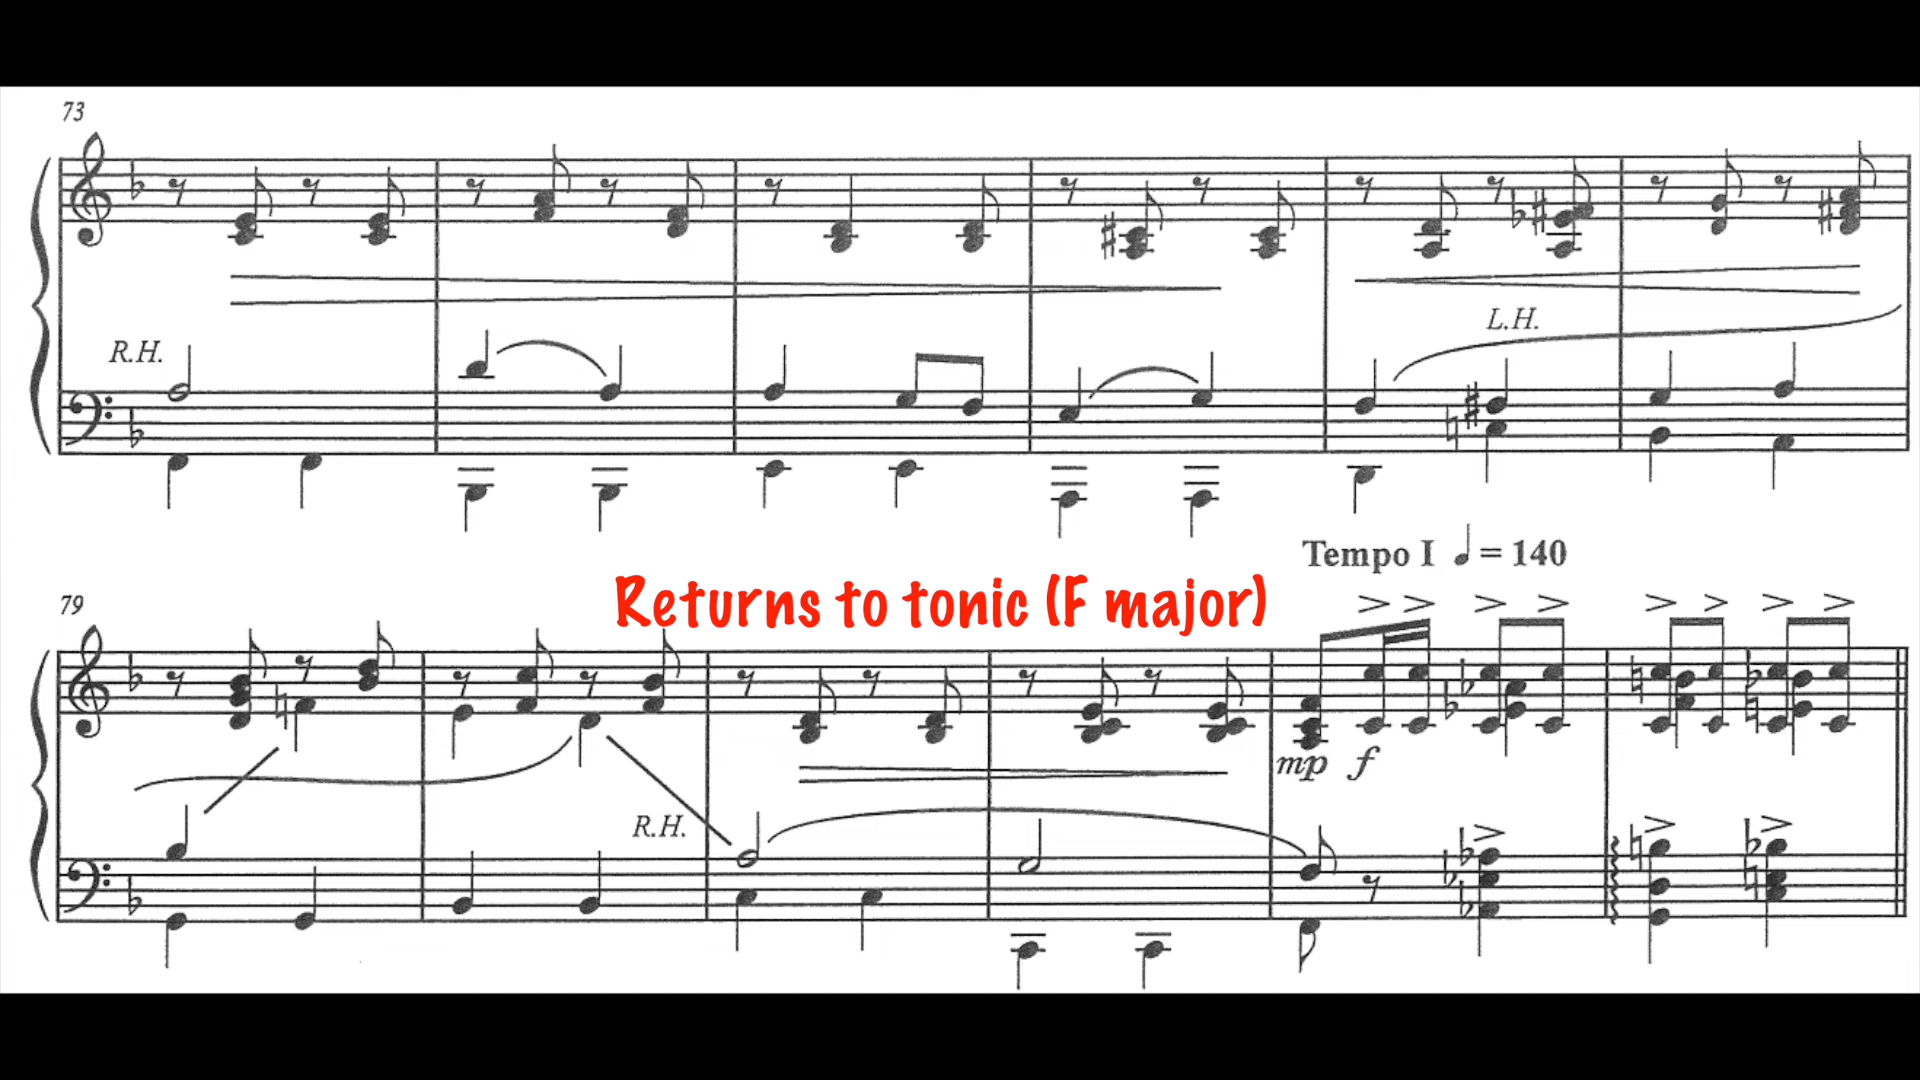 73
R.H.
L.H.
Tempo I ♩= 140
79
Returns to tonic (F major)
R.H.
mp f